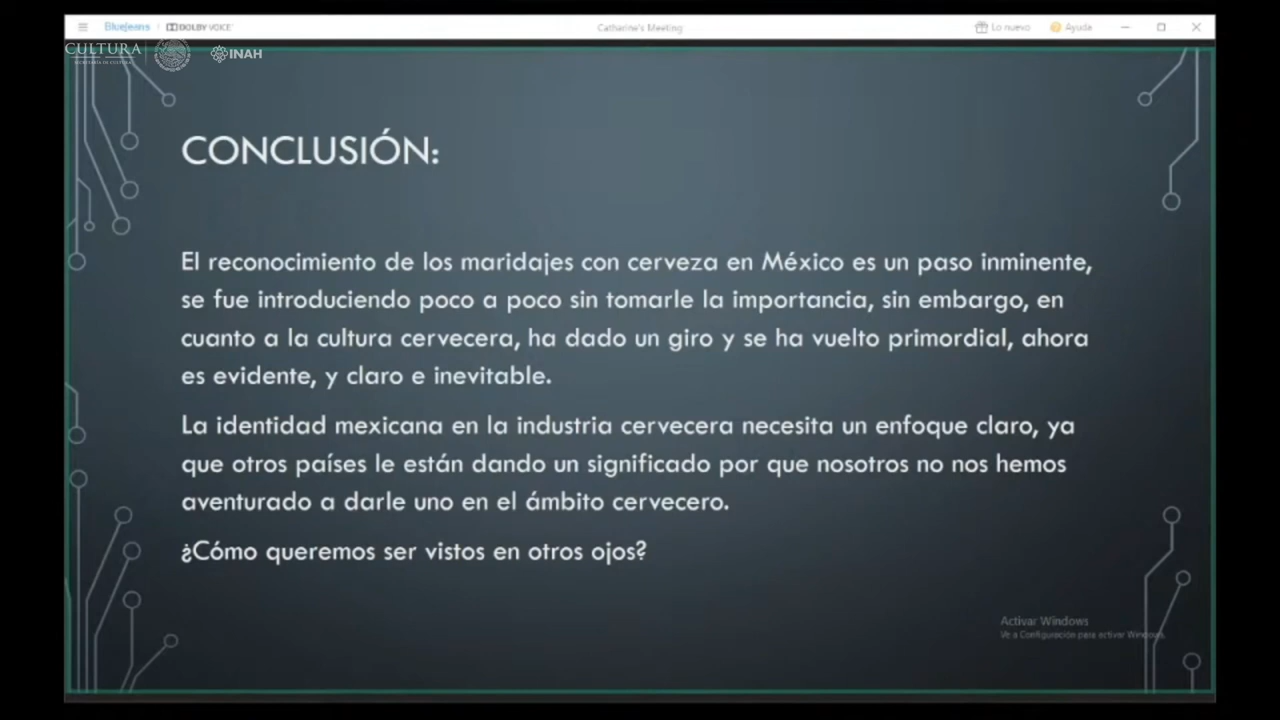 BlueJeans DOLBY VOICE
Catharine's Meeting
Lo nuevo
Ayuda
CULTURA
SECRETARÍA DE CULTURA
INAH
CONCLUSIÓN:
El reconocimiento de los maridajes con cerveza en México es un paso inminente,
se fue introduciendo poco a poco sin tomarle la importancia, sin embargo, en
cuanto a la cultura cervecera, ha dado un giro y se ha vuelto primordial, ahora
es evidente, y claro e inevitable.
La identidad mexicana en la industria cervecera necesita un enfoque claro, ya
que otros países le están dando un significado por que nosotros no nos hemos
aventurado a darle uno en el ámbito cervecero.
¿Cómo queremos ser vistos en otros ojos?
Activar Windows
Ve a Configuración para activar Windows.